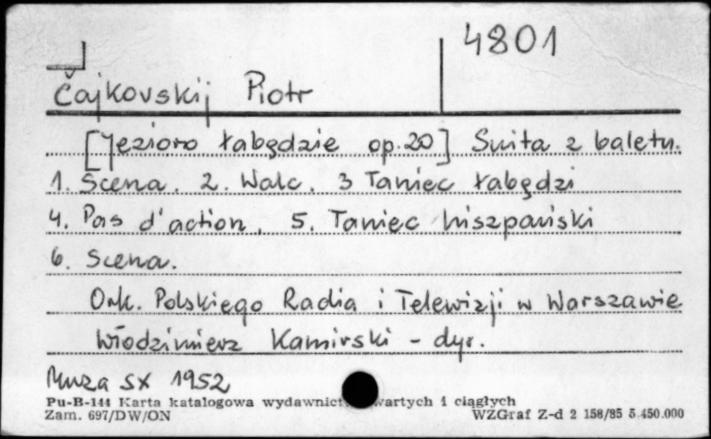 4801
Čajkovskij Piotr
[Jezioro łabędzie op. 20] Suita z baletu.
1. Scena. 2. Walc. 3 Taniec łabędzi
4. Pas d'action. 5. Taniec hiszpański
6. Scena.
Ork. Polskiego Radia i Telewizji w Warszawie
Włodzimierz Kamirski - dyr.
Muza SX 1952
Pu-B-144 Karta katalogowa wydawnict wartych i ciągłych
Zam. 697/DW/ON WZGraf Z-d 2 158/85 5.450.000